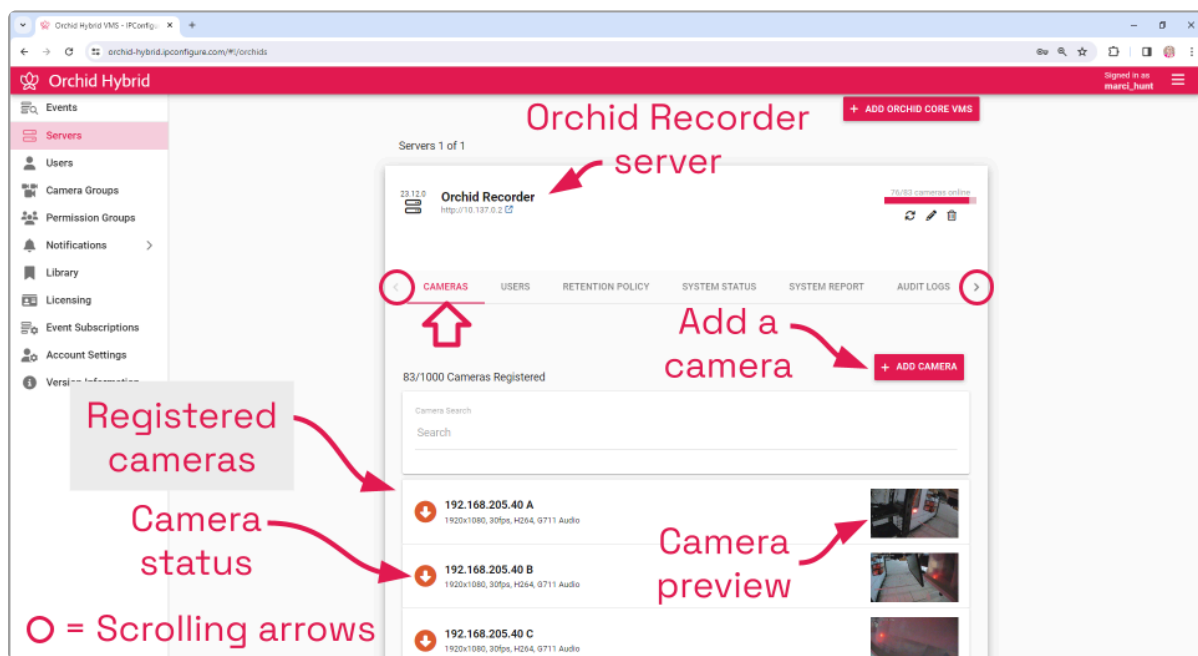 Orchid Hybrid VMS - IPConfigu
orchid-hybrid.ipconfigure.com/#!/orchids
Orchid Hybrid
Signed in as
marci_hunt
Events
Servers
Users
Camera Groups
Permission Groups
Notifications
Library
Licensing
Event Subscriptions
Account Settings
Version Information
+ ADD ORCHID CORE VMS
Orchid Recorder
server
Servers 1 of 1
23.12.0
Orchid Recorder
http://10.137.0.2
76/83 cameras online
CAMERAS USERS RETENTION POLICY SYSTEM STATUS SYSTEM REPORT AUDIT LOGS
Add a
camera
+ ADD CAMERA
83/1000 Cameras Registered
Camera Search
Search
Registered
cameras
192.168.205.40 A
1920x1080, 30fps, H264, G711 Audio
Camera
status
Camera
preview
192.168.205.40 B
1920x1080, 30fps, H264, G711 Audio
O = Scrolling arrows
192.168.205.40 C
1920x1080, 30fps, H264, G711 Audio